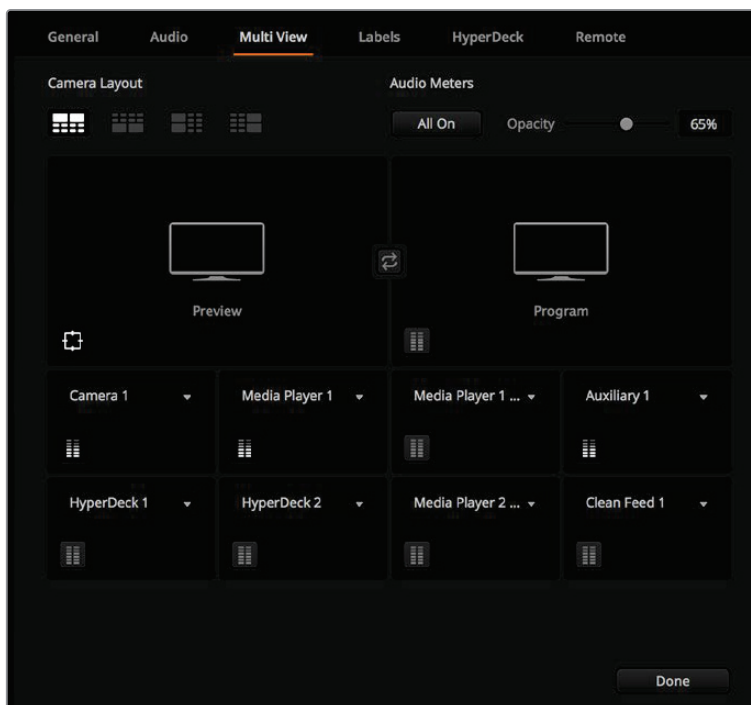 General Audio Multi View Labels HyperDeck Remote
Camera Layout Audio Meters
All On Opacity 65%
Preview Program
Camera 1 Media Player 1 Media Player 1 ... Auxiliary 1
HyperDeck 1 HyperDeck 2 Media Player 2 ... Clean Feed 1
Done